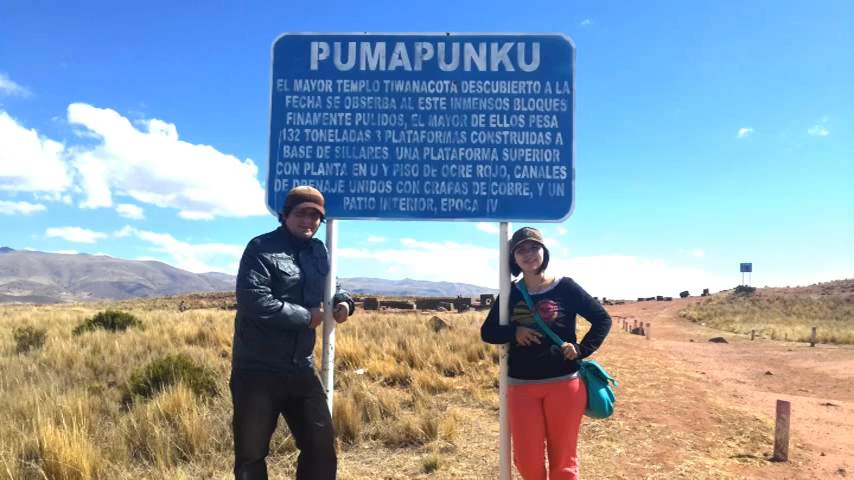 PUMAPUNKU
EL MAYOR TEMPLO TIWANACOTA DESCUBIERTO A LA
FECHA SE OBSERBA AL ESTE INMENSOS BLOQUES
FINAMENTE PULIDOS, EL MAYOR DE ELLOS PESA
132 TONELADAS 3 PLATAFORMAS CONSTRUIDAS A
BASE DE SILLARES UNA PLATAFORMA SUPERIOR
CON PLANTA EN U Y PISO DE OCRE ROJO, CANALES
DE DRENAJE UNIDOS CON GRAPAS DE COBRE, Y UN
PATIO INTERIOR, EPOCA IV